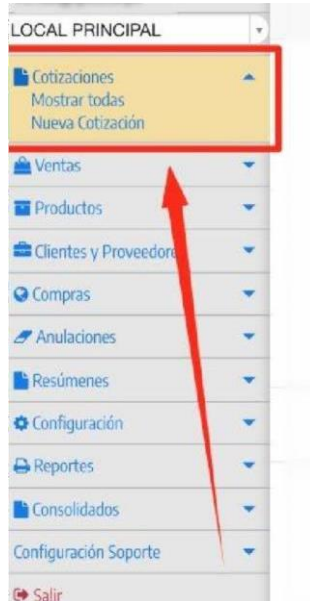 LOCAL PRINCIPAL
Cotizaciones
Mostrar todas
Nueva Cotización
Ventas
Productos
Clientes y Proveedore
Compras
Anulaciones
Resúmenes
Configuración
Reportes
Consolidados
Configuración Soporte
Salir